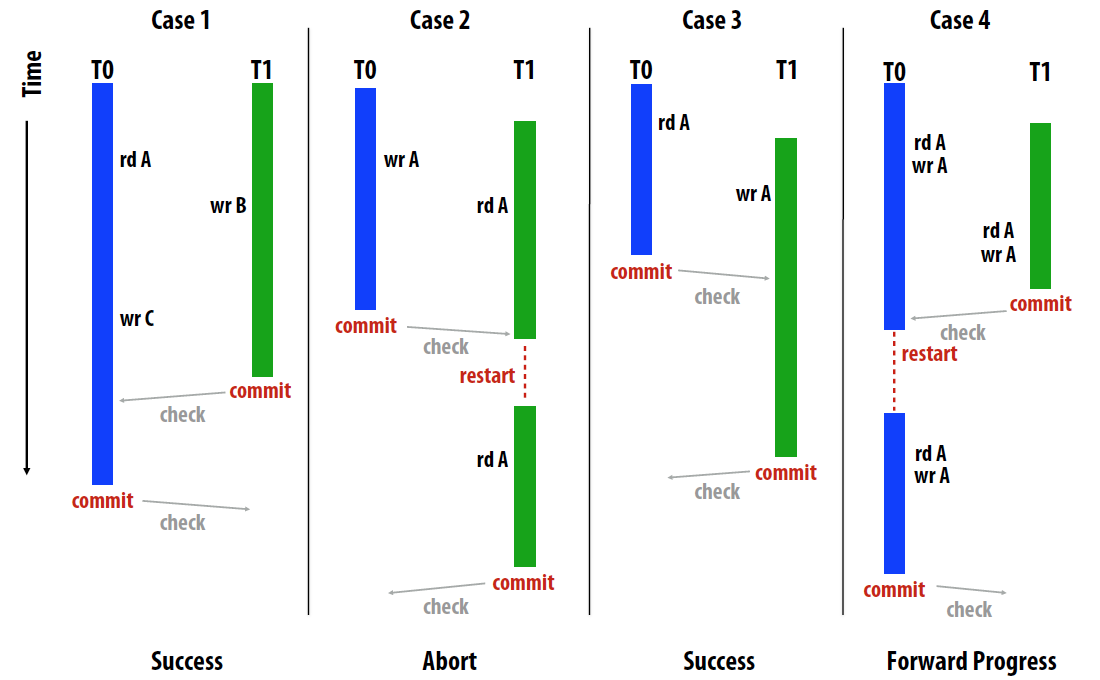 Case 1
Case 2
Case 3
Case 4
Time
T0
T1
rd A
wr B
wr C
commit
check
commit
check
Success
T0
T1
wr A
rd A
commit
check
restart
rd A
commit
check
Abort
T0
T1
rd A
wr A
commit
check
commit
check
Success
T0
T1
rd A
wr A
rd A
wr A
commit
check
restart
rd A
wr A
commit
check
Forward Progress